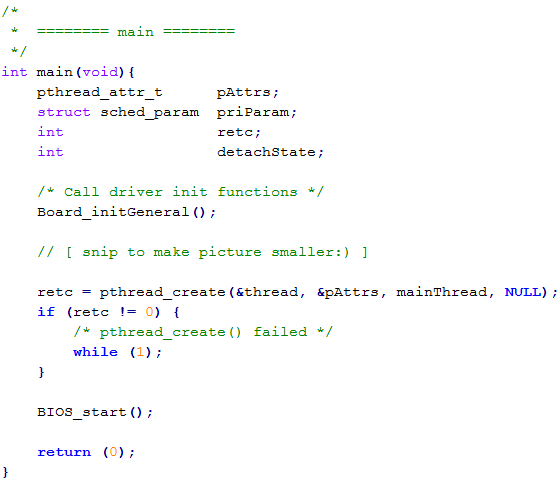 /*
 *  ======== main ========
 */
int main(void){
    pthread_attr_t      pAttrs;
    struct sched_param  priParam;
    int                 retc;
    int                 detachState;

    /* Call driver init functions */
    Board_initGeneral();

    // [ snip to make picture smaller:) ]

    retc = pthread_create(&thread, &pAttrs, mainThread, NULL);
    if (retc != 0) {
        /* pthread_create() failed */
        while (1);
    }

    BIOS_start();

    return (0);
}